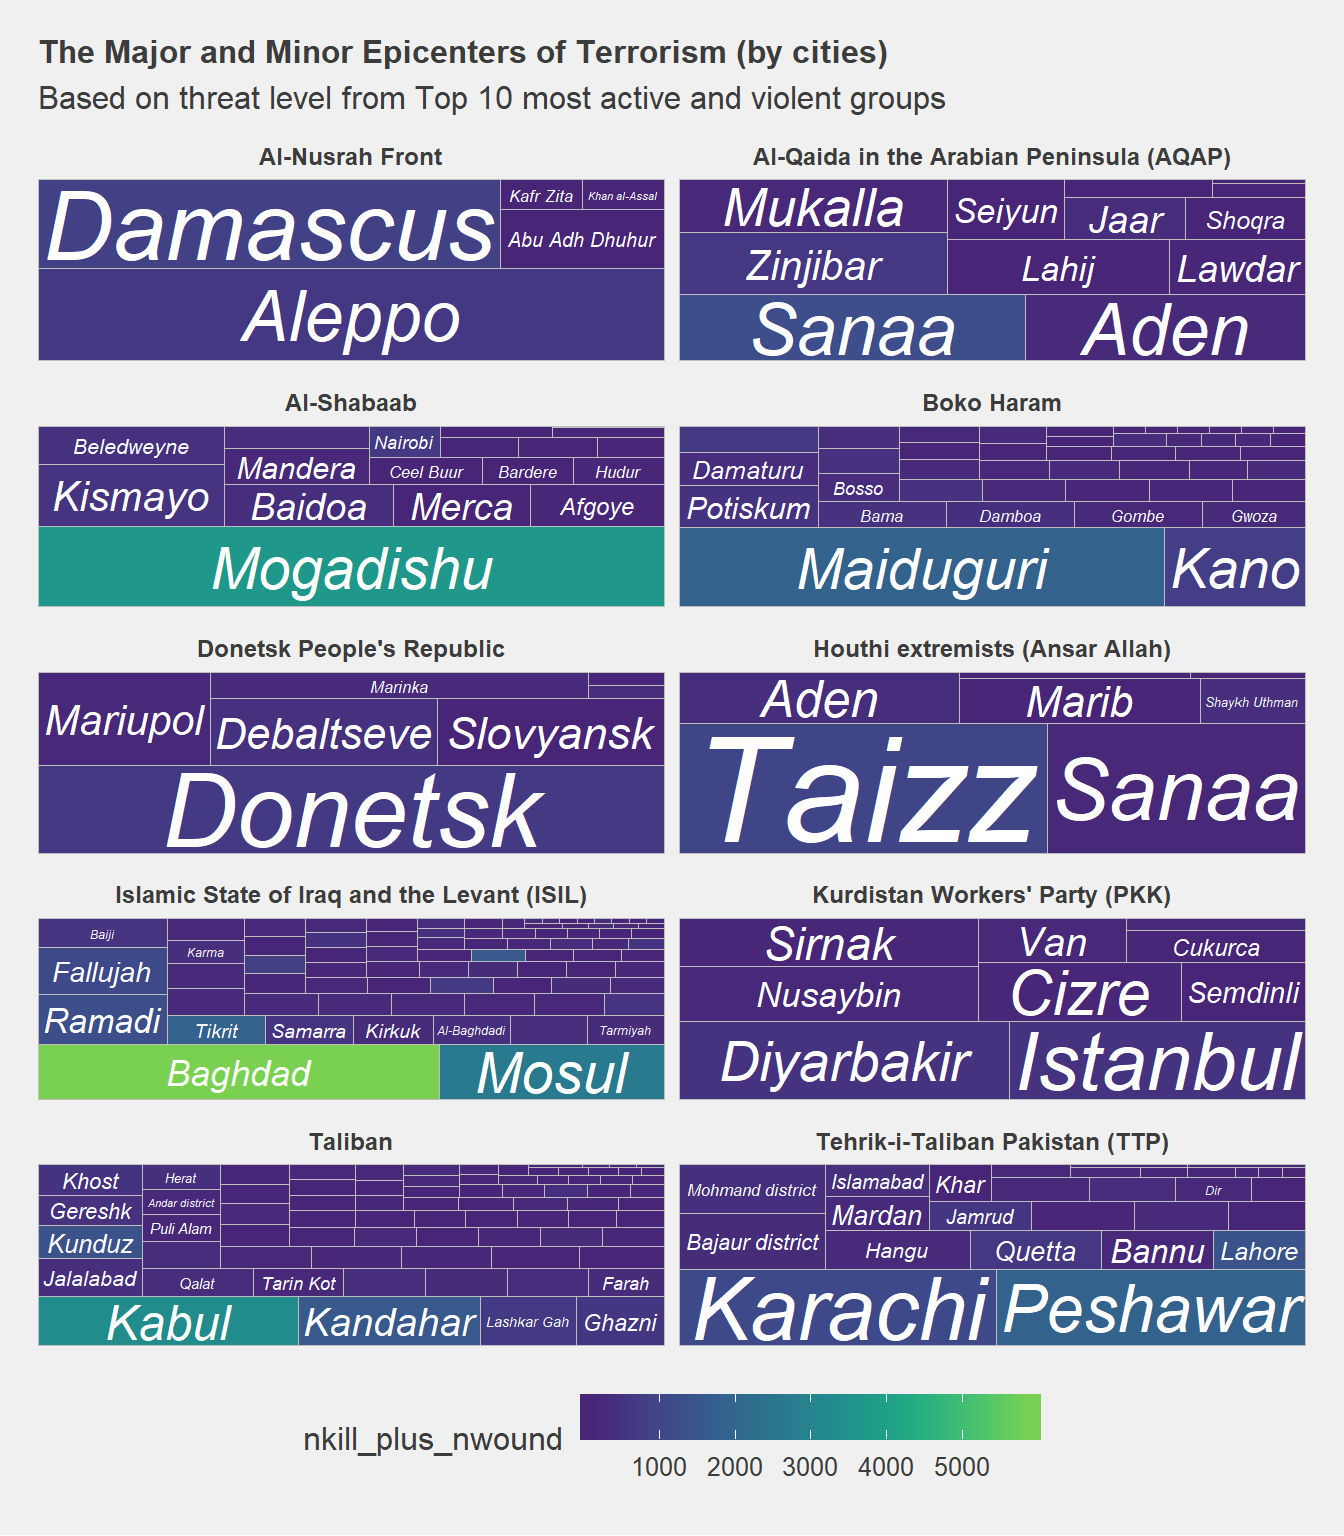 The Major and Minor Epicenters of Terrorism (by cities)
Based on threat level from Top 10 most active and violent groups
Al-Nusrah Front
Damascus
Kafr Zita
Khan al-Assal
Abu Adh Dhuhur
Aleppo
Al-Qaida in the Arabian Peninsula (AQAP)
Mukalla
Seiyun
Jaar
Shoqra
Zinjibar
Lahij
Lawdar
Sanaa
Aden
Al-Shabaab
Beledweyne
Nairobi
Mandera
Ceel Buur
Bardere
Hudur
Kismayo
Baidoa
Merca
Afgoye
Mogadishu
Boko Haram
Damaturu
Bosso
Potiskum
Bama
Damboa
Gombe
Gwoza
Maiduguri
Kano
Donetsk People's Republic
Mariupol
Marinka
Debaltseve
Slovyansk
Donetsk
Houthi extremists (Ansar Allah)
Aden
Marib
Shaykh Uthman
Taizz
Sanaa
Islamic State of Iraq and the Levant (ISIL)
Baiji
Karma
Fallujah
Ramadi
Tikrit
Samarra
Kirkuk
Al-Baghdadi
Tarmiyah
Baghdad
Mosul
Kurdistan Workers' Party (PKK)
Sirnak
Van
Cukurca
Nusaybin
Cizre
Semdinli
Diyarbakir
Istanbul
Taliban
Khost
Herat
Gereshk
Andar district
Kunduz
Puli Alam
Jalalabad
Qalat
Tarin Kot
Farah
Kabul
Kandahar
Lashkar Gah
Ghazni
Tehrik-i-Taliban Pakistan (TTP)
Mohmand district
Islamabad
Khar
Dir
Mardan
Jamrud
Bajaur district
Hangu
Quetta
Bannu
Lahore
Karachi
Peshawar
nkill_plus_nwound
1000 2000 3000 4000 5000